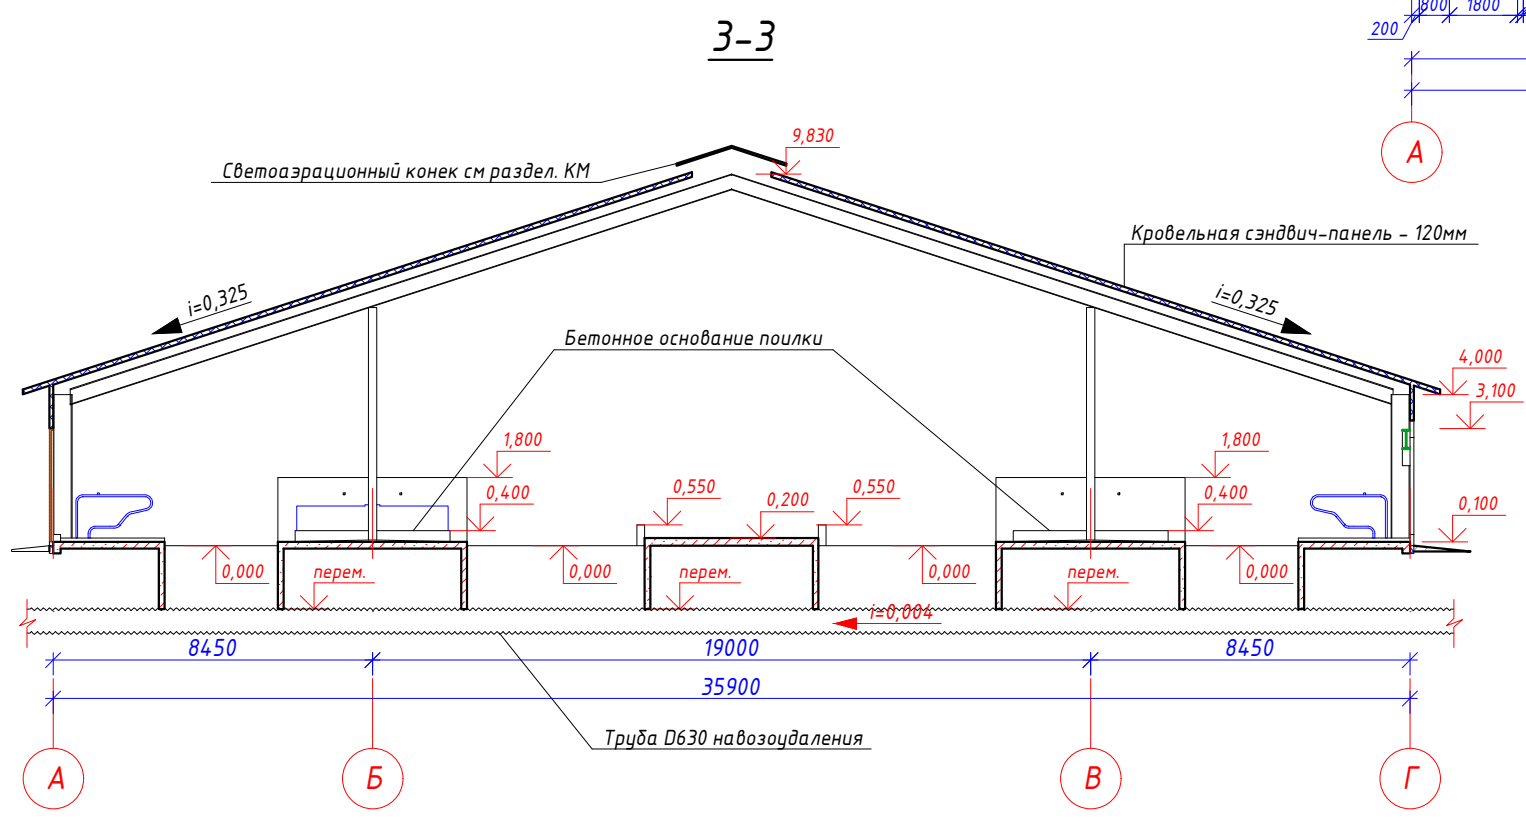 800 1800
3-3
200
9,830
А
Светоаэрационный конек см раздел. КМ
Кровельная сэндвич-панель - 120мм
i=0,325
i=0,325
Бетонное основание поилки
4,000
3,100
1,800
1,800
0,400
0,550
0,200
0,550
0,400
0,100
0,000
перем.
0,000
перем.
0,000
перем.
0,000
i=0,004
8450
19000
8450
35900
Труба D630 навозоудаления
А
Б
В
Г